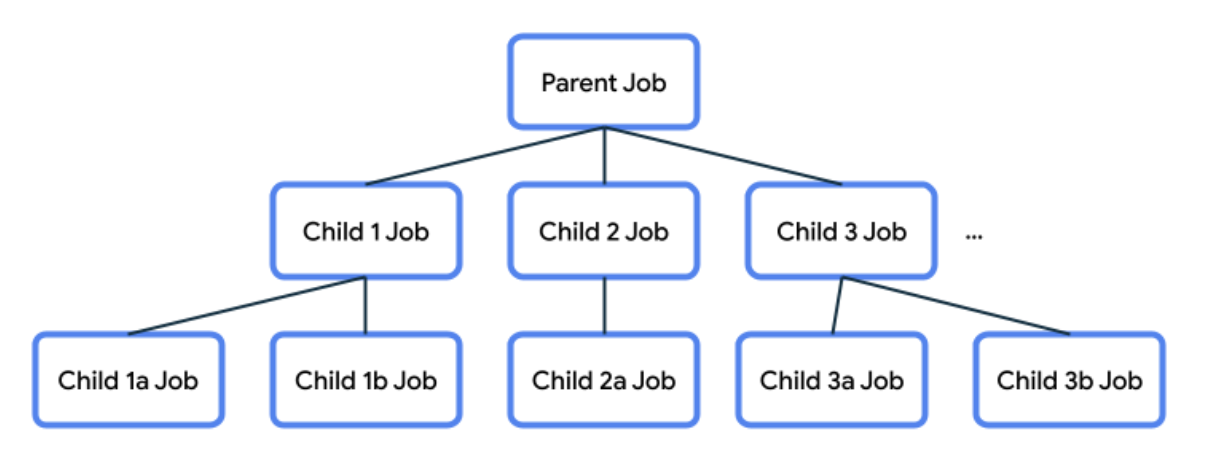 Parent Job
Child 1 Job
Child 2 Job
Child 3 Job
...
Child 1a Job
Child 1b Job
Child 2a Job
Child 3a Job
Child 3b Job